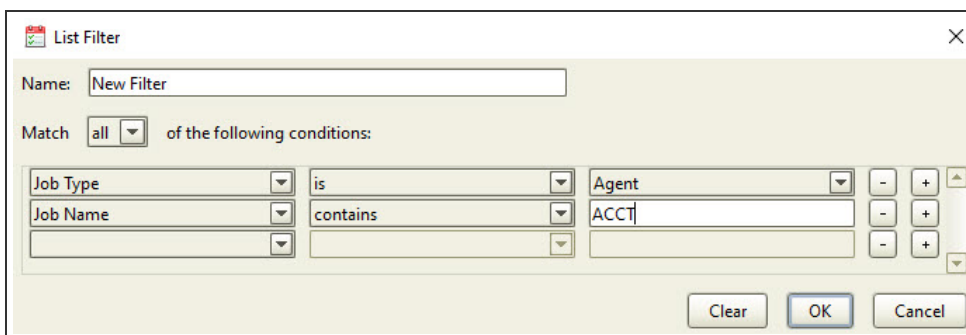 List Filter
Name: New Filter
Match all of the following conditions:
Job Type is Agent - +
Job Name contains ACCT - +
- +
Clear OK Cancel